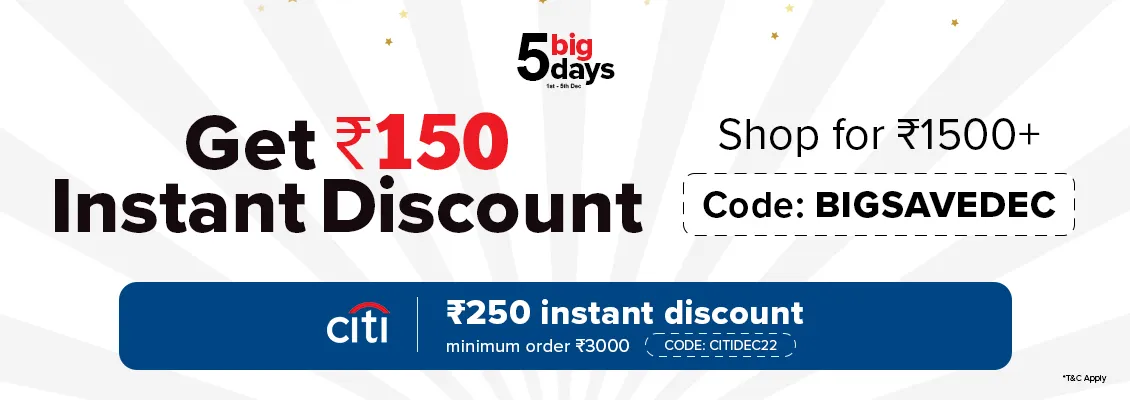 5 big
days
1st - 5th Dec
Get ₹150
Instant Discount
Shop for ₹1500+
Code: BIGSAVEDEC
citi
₹250 instant discount
minimum order ₹3000 CODE: CITIDEC22
*T&C Apply